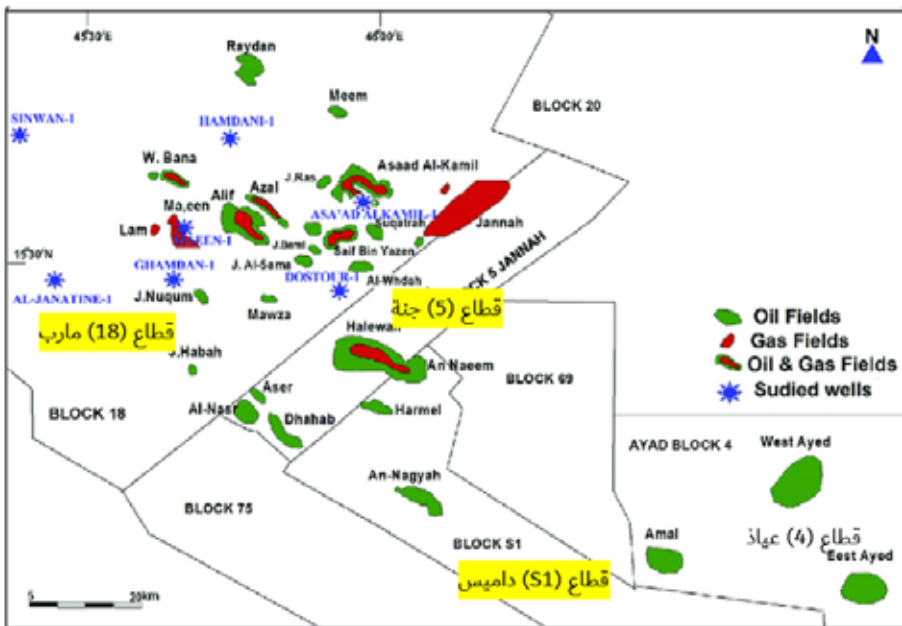 45'30"E
46'00"E
Raydan
N
Meem
BLOCK 20
SINWAN-1
HAMDANI-1
W. Bana
J.Ras
Asaad Al-Kamil
Alif
Azal
Ma,een
ASA'AD ALKAMIL-1
Lam
MAEEN-1
Suqatrah
Jannah
Saif Bin Yazen
15'30'N
GHAMDAN-1
J. Al-Sama
DOSTOUR-1
Al-Whdah
BLOCK 5 JANNAH
AL-JANATINE-1
J.Nuqum
Mawza
قطاع (5) جنة
قطاع (18) مارب
Halewah
Oil Fields
Gas Fields
Oil & Gas Fields
Sudied wells
J.Habah
An Naeem
BLOCK 69
Aser
BLOCK 18
Al-Nasr
Dhahab
Harmel
AYAD BLOCK 4
West Ayed
An-Nagyah
BLOCK 75
BLOCK S1
Amal
قطاع (4) عياذ
Eest Ayed
قطاع (S1) داميس
5
20km